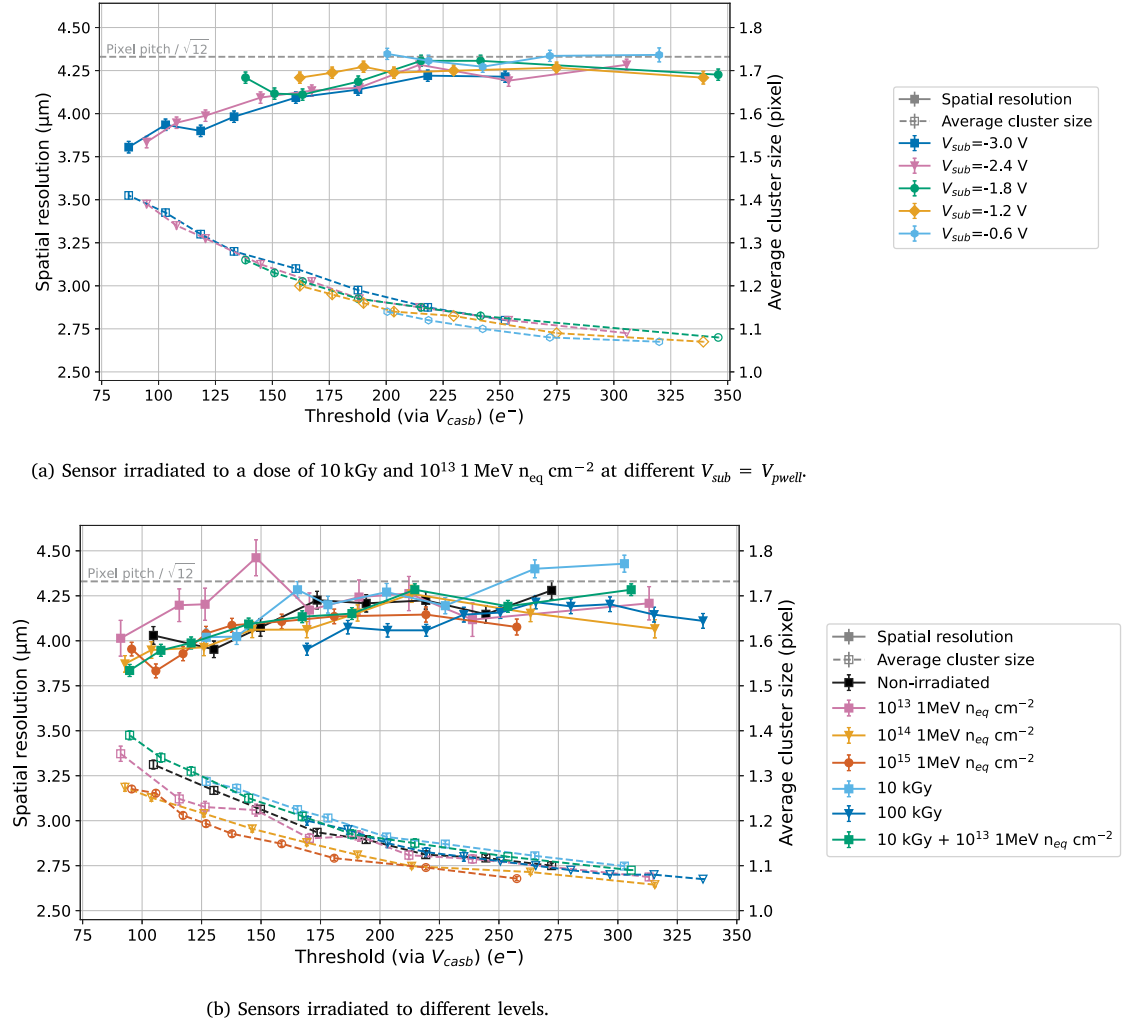 4.50
4.25
4.00
3.75
3.50
3.25
3.00
2.75
2.50
Spatial resolution (μm)
Pixel pitch / √12
1.8
1.7
1.6
1.5
1.4
1.3
1.2
1.1
1.0
Average cluster size (pixel)
75 100 125 150 175 200 225 250 275 300 325 350
Threshold (via V_casb) (e⁻)
Spatial resolution
Average cluster size
V_sub=-3.0 V
V_sub=-2.4 V
V_sub=-1.8 V
V_sub=-1.2 V
V_sub=-0.6 V
(a) Sensor irradiated to a dose of 10 kGy and 10¹³ 1 MeV n_eq cm⁻² at different V_sub = V_pwell.
4.50
4.25
4.00
3.75
3.50
3.25
3.00
2.75
2.50
Spatial resolution (μm)
Pixel pitch / √12
1.8
1.7
1.6
1.5
1.4
1.3
1.2
1.1
1.0
Average cluster size (pixel)
75 100 125 150 175 200 225 250 275 300 325 350
Threshold (via V_casb) (e⁻)
Spatial resolution
Average cluster size
Non-irradiated
10¹³ 1MeV n_eq cm⁻²
10¹⁴ 1MeV n_eq cm⁻²
10¹⁵ 1MeV n_eq cm⁻²
10 kGy
100 kGy
10 kGy + 10¹³ 1MeV n_eq cm⁻²
(b) Sensors irradiated to different levels.